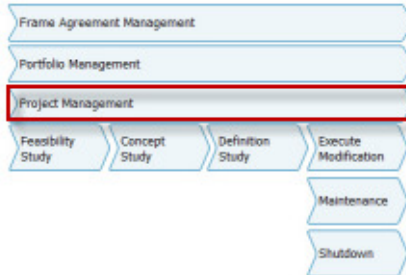 Frame Agreement Management
Portfolio Management
Project Management
Feasibility
Study
Concept
Study
Definition
Study
Execute
Modification
Maintenance
Shutdown